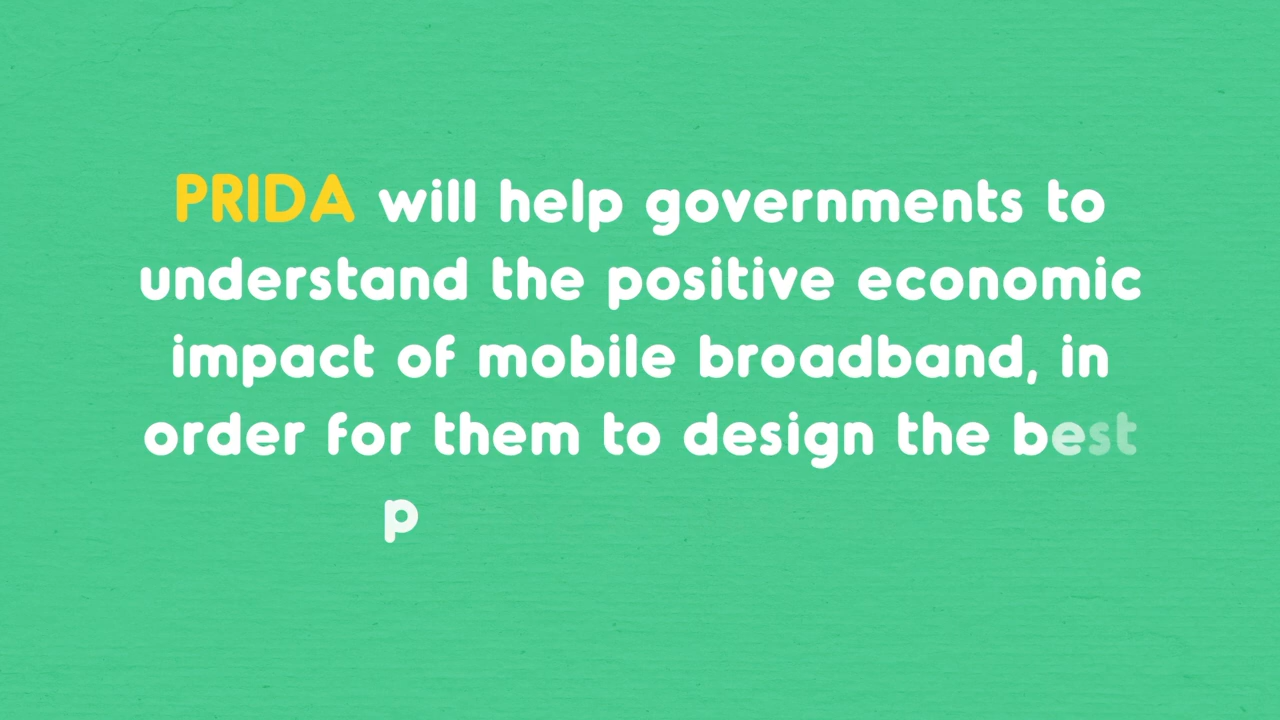 PRIDA will help governments to
understand the positive economic
impact of mobile broadband, in
order for them to design the best
p